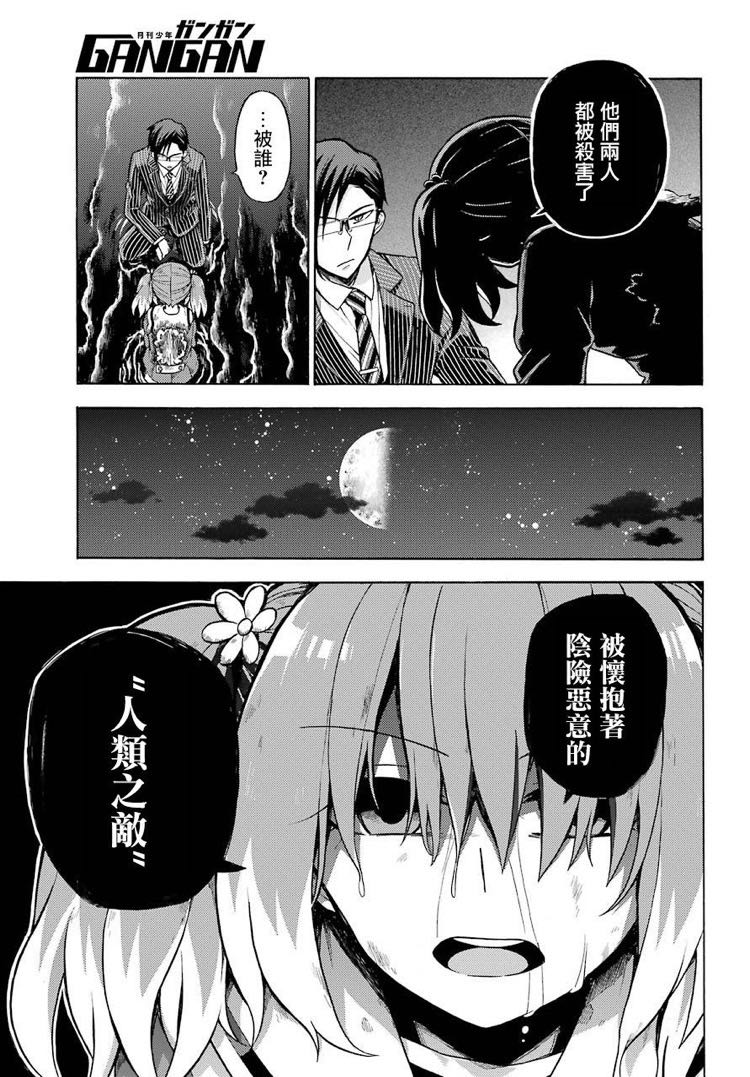 月刊少年
ガンガン
GANGAN
他們兩人
都被殺害了
…被誰？
被懷抱著
陰險惡意的
〝人類之敵〟